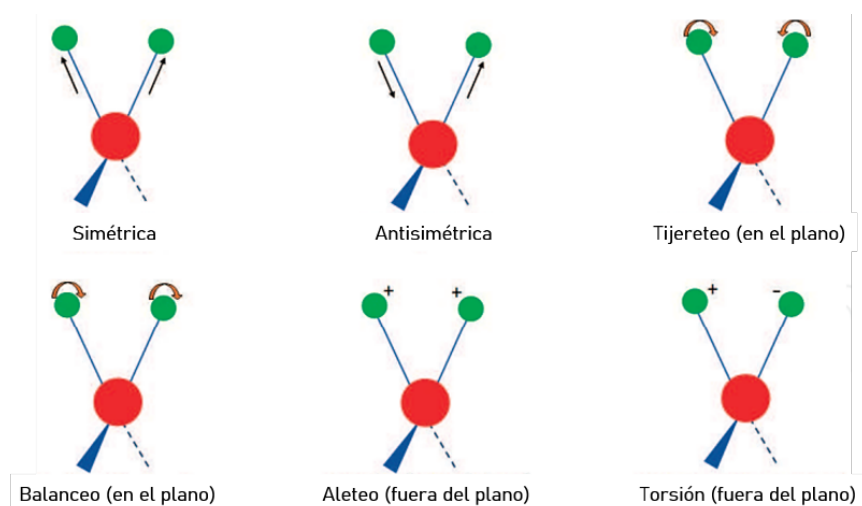 Simétrica
Antisimétrica
Tijereteo (en el plano)
+ +
+ -
Balanceo (en el plano)
Aleteo (fuera del plano)
Torsión (fuera del plano)